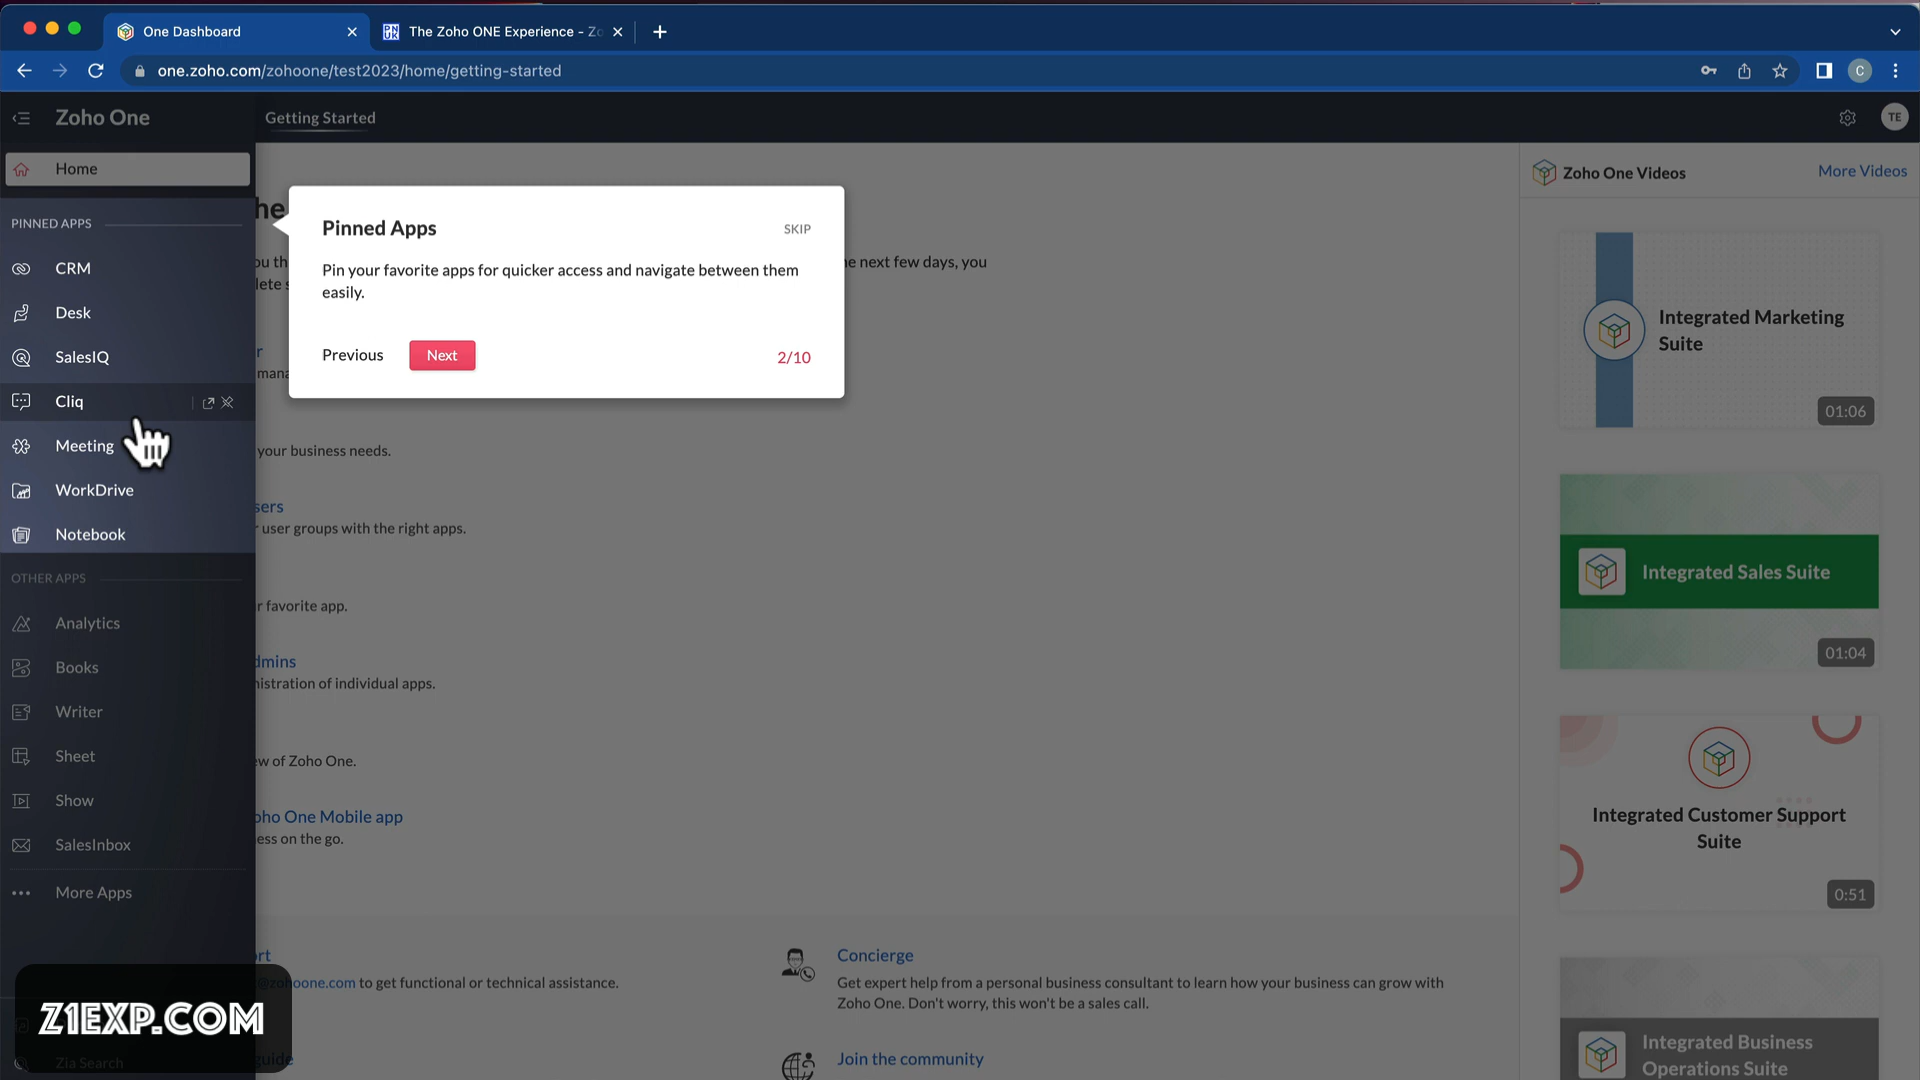 One Dashboard
The Zoho ONE Experience - Zo
one.zoho.com/zohoone/test2023/home/getting-started
C
Zoho One
Getting Started
TE
Home
PINNED APPS
CRM
Desk
SalesIQ
Cliq
Meeting
WorkDrive
Notebook
OTHER APPS
Analytics
Books
Writer
Sheet
Show
SalesInbox
More Apps
Zia Search
Z1EXP.COM
he
Pinned Apps
SKIP
Pin your favorite apps for quicker access and navigate between them
easily.
Previous
Next
2/10
ou th
he next few days, you
lete s
r
mana
your business needs.
sers
r user groups with the right apps.
r favorite app.
dmins
nistration of individual apps.
ew of Zoho One.
oho One Mobile app
ess on the go.
ort
@zohoone.com to get functional or technical assistance.
guide
Concierge
Get expert help from a personal business consultant to learn how your business can grow with
Zoho One. Don't worry, this won't be a sales call.
Join the community
Zoho One Videos
More Videos
Integrated Marketing
Suite
01:06
Integrated Sales Suite
01:04
Integrated Customer Support
Suite
0:51
Integrated Business
Operations Suite